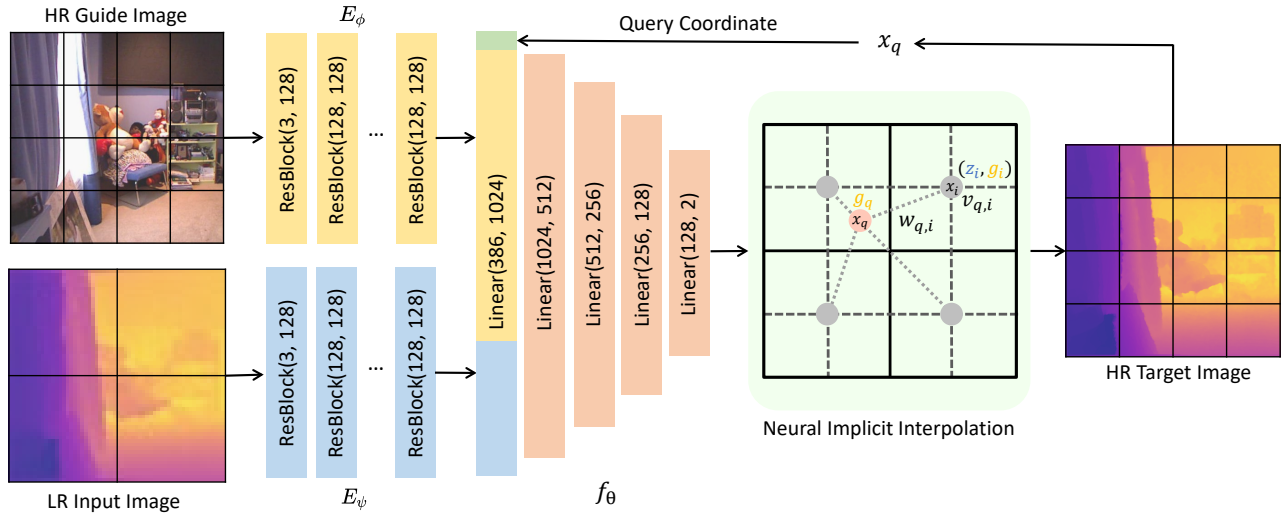 HR Guide Image
E_ϕ
Query Coordinate
x_q
ResBlock(3, 128)
ResBlock(128, 128)
...
ResBlock(128, 128)
Linear(386, 1024)
Linear(1024, 512)
Linear(512, 256)
Linear(256, 128)
Linear(128, 2)
(z_i, g_i)
x_i
v_{q,i}
g_q
x_q
w_{q,i}
ResBlock(3, 128)
ResBlock(128, 128)
...
ResBlock(128, 128)
HR Target Image
Neural Implicit Interpolation
LR Input Image
E_ψ
f_θ